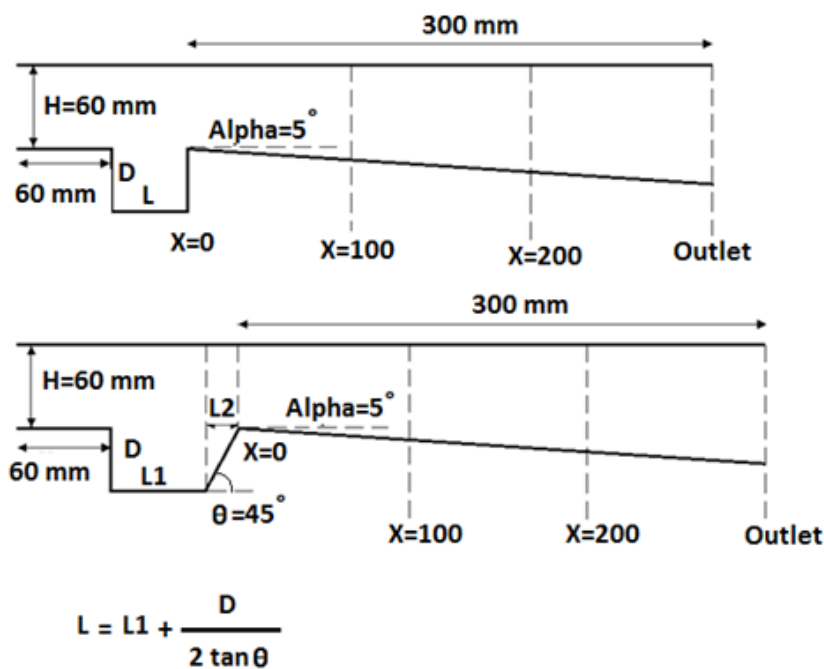 300 mm
H=60 mm
Alpha=5°
D
60 mm
L
X=0
X=100
X=200
Outlet
300 mm
H=60 mm
L2
Alpha=5°
D
X=0
60 mm
L1
θ=45°
X=100
X=200
Outlet
L = L1 + D / 2 tanθ